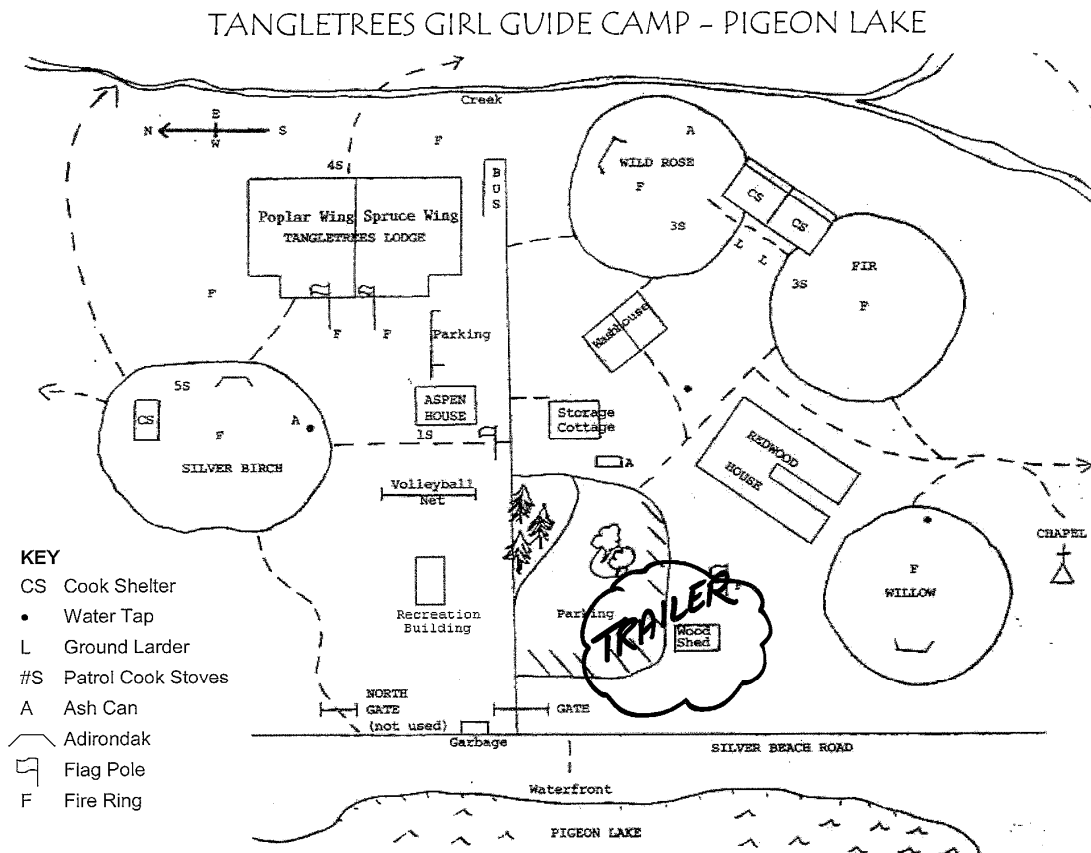 TANGLETREES GIRL GUIDE CAMP - PIGEON LAKE
Creek
E
N
S
W
F
4S
BUS
A
WILD ROSE
F
3S
CS
CS
L
L
3S
FIR
F
Poplar Wing
Spruce Wing
TANGLETREES LODGE
F
F
F
Parking
Washhouse
5S
CS
A
F
SILVER BIRCH
ASPEN
HOUSE
1S
Storage
Cottage
A
REDWOOD
HOUSE
Volleyball
Net
CHAPEL
F
WILLOW
Recreation
Building
Parking
TRAILER
Wood
Shed
KEY
CS Cook Shelter
• Water Tap
L Ground Larder
#S Patrol Cook Stoves
A Ash Can
Adirondak
Flag Pole
F Fire Ring
NORTH
GATE
(not used)
GATE
Garbage
SILVER BEACH ROAD
Waterfront
PIGEON LAKE